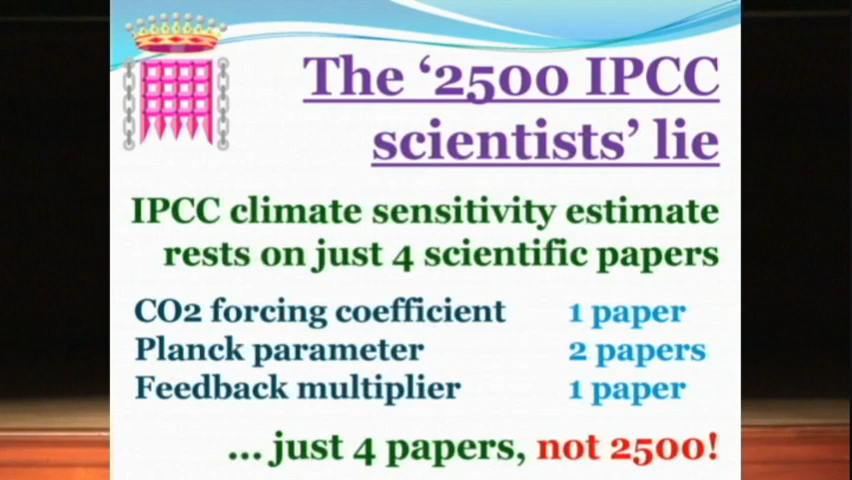 The ‘2500 IPCC
scientists’ lie
IPCC climate sensitivity estimate
rests on just 4 scientific papers
CO2 forcing coefficient 1 paper
Planck parameter 2 papers
Feedback multiplier 1 paper
... just 4 papers, not 2500!